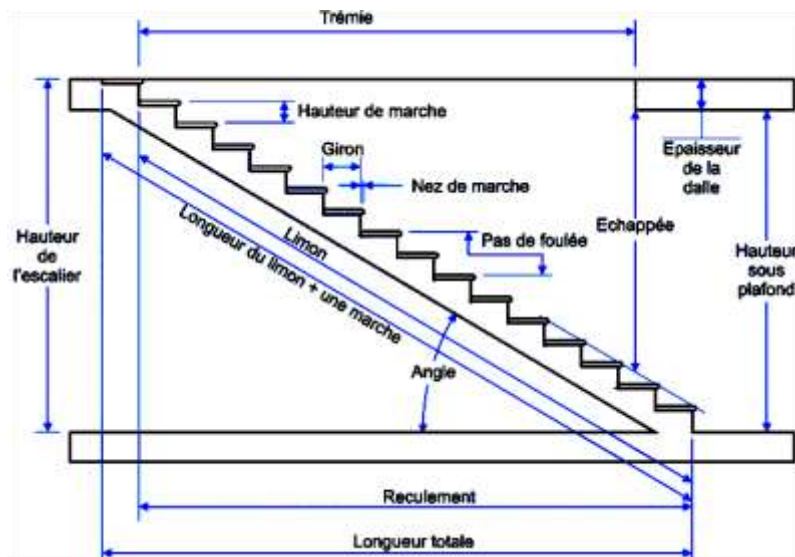 Trémie
Hauteur de marche
Giron
Nez de marche
Epaisseur
de la
dalle
Echappée
Pas de foulée
Hauteur
de
l'escalier
Limon
Longueur du limon + une marche
Hauteur
sous
plafond
Angle
Reculement
Longueur totale